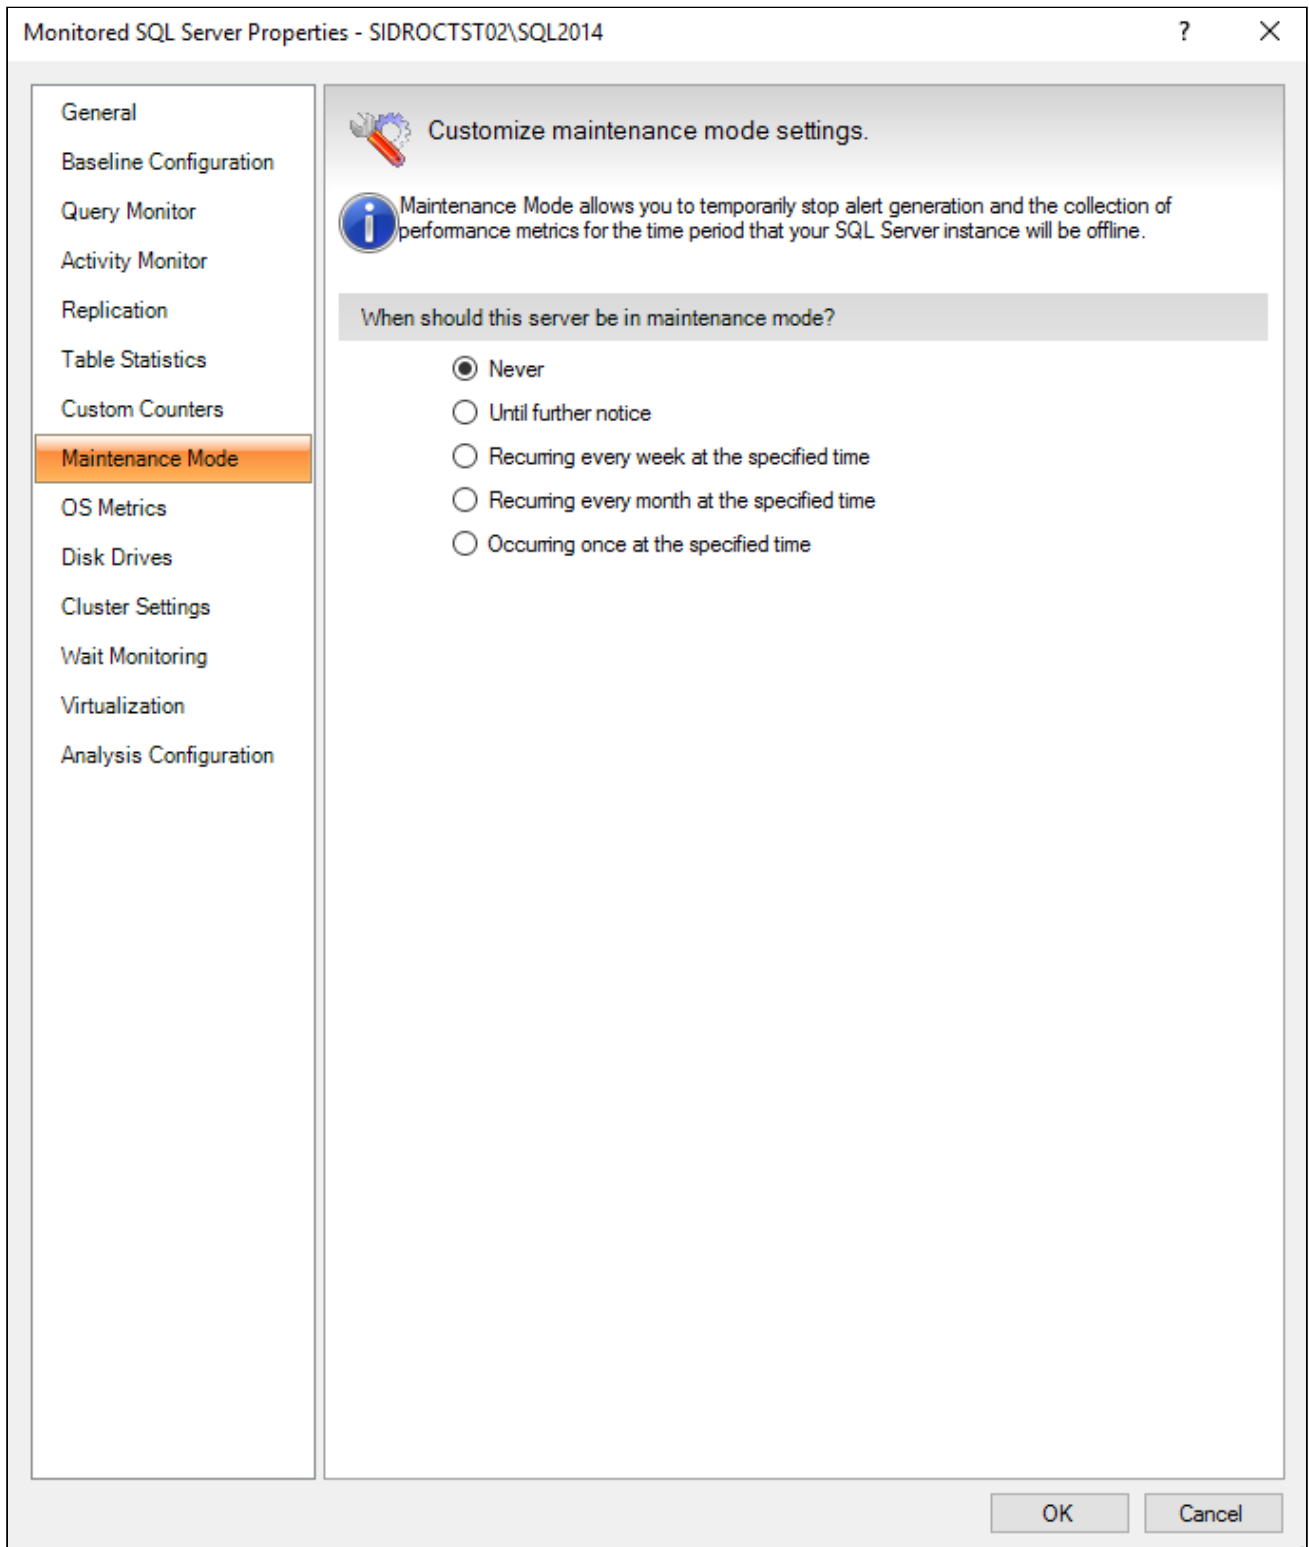 Monitored SQL Server Properties - SIDROCTST02\SQL2014
?
General
Baseline Configuration
Query Monitor
Activity Monitor
Replication
Table Statistics
Custom Counters
Maintenance Mode
OS Metrics
Disk Drives
Cluster Settings
Wait Monitoring
Virtualization
Analysis Configuration
Customize maintenance mode settings.
Maintenance Mode allows you to temporarily stop alert generation and the collection of
performance metrics for the time period that your SQL Server instance will be offline.
When should this server be in maintenance mode?
Never
Until further notice
Recurring every week at the specified time
Recurring every month at the specified time
Occurring once at the specified time
OK
Cancel